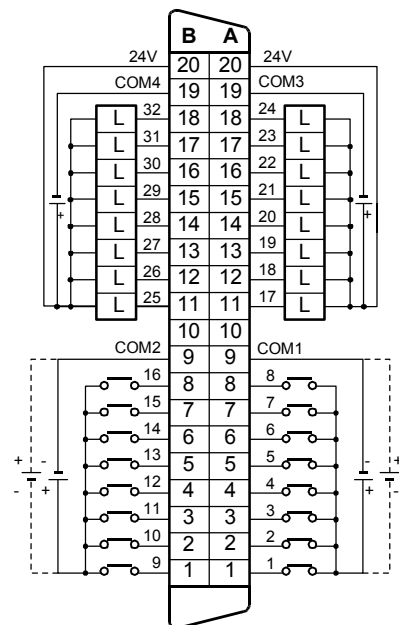 B A
24V 20 20 24V
COM4 19 19 COM3
L 32 18 18 24 L
L 31 17 17 23 L
L 30 16 16 22 L
+ L 29 15 15 21 L +
L 28 14 14 20 L
L 27 13 13 19 L
L 26 12 12 18 L
L 25 11 11 17 L
10 10
COM2 9 9 COM1
16 8 8 8
15 7 7 7
14 6 6 6
+ - 13 5 5 5 - +
- + 12 4 4 4 + -
11 3 3 3
10 2 2 2
9 1 1 1